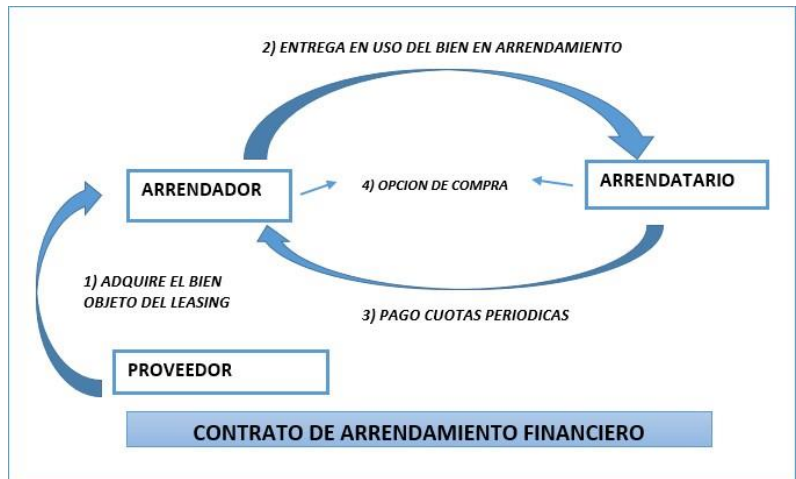 2) ENTREGA EN USO DEL BIEN EN ARRENDAMIENTO
ARRENDADOR
4) OPCION DE COMPRA
ARRENDATARIO
1) ADQUIRE EL BIEN
OBJETO DEL LEASING
3) PAGO CUOTAS PERIODICAS
PROVEEDOR
CONTRATO DE ARRENDAMIENTO FINANCIERO